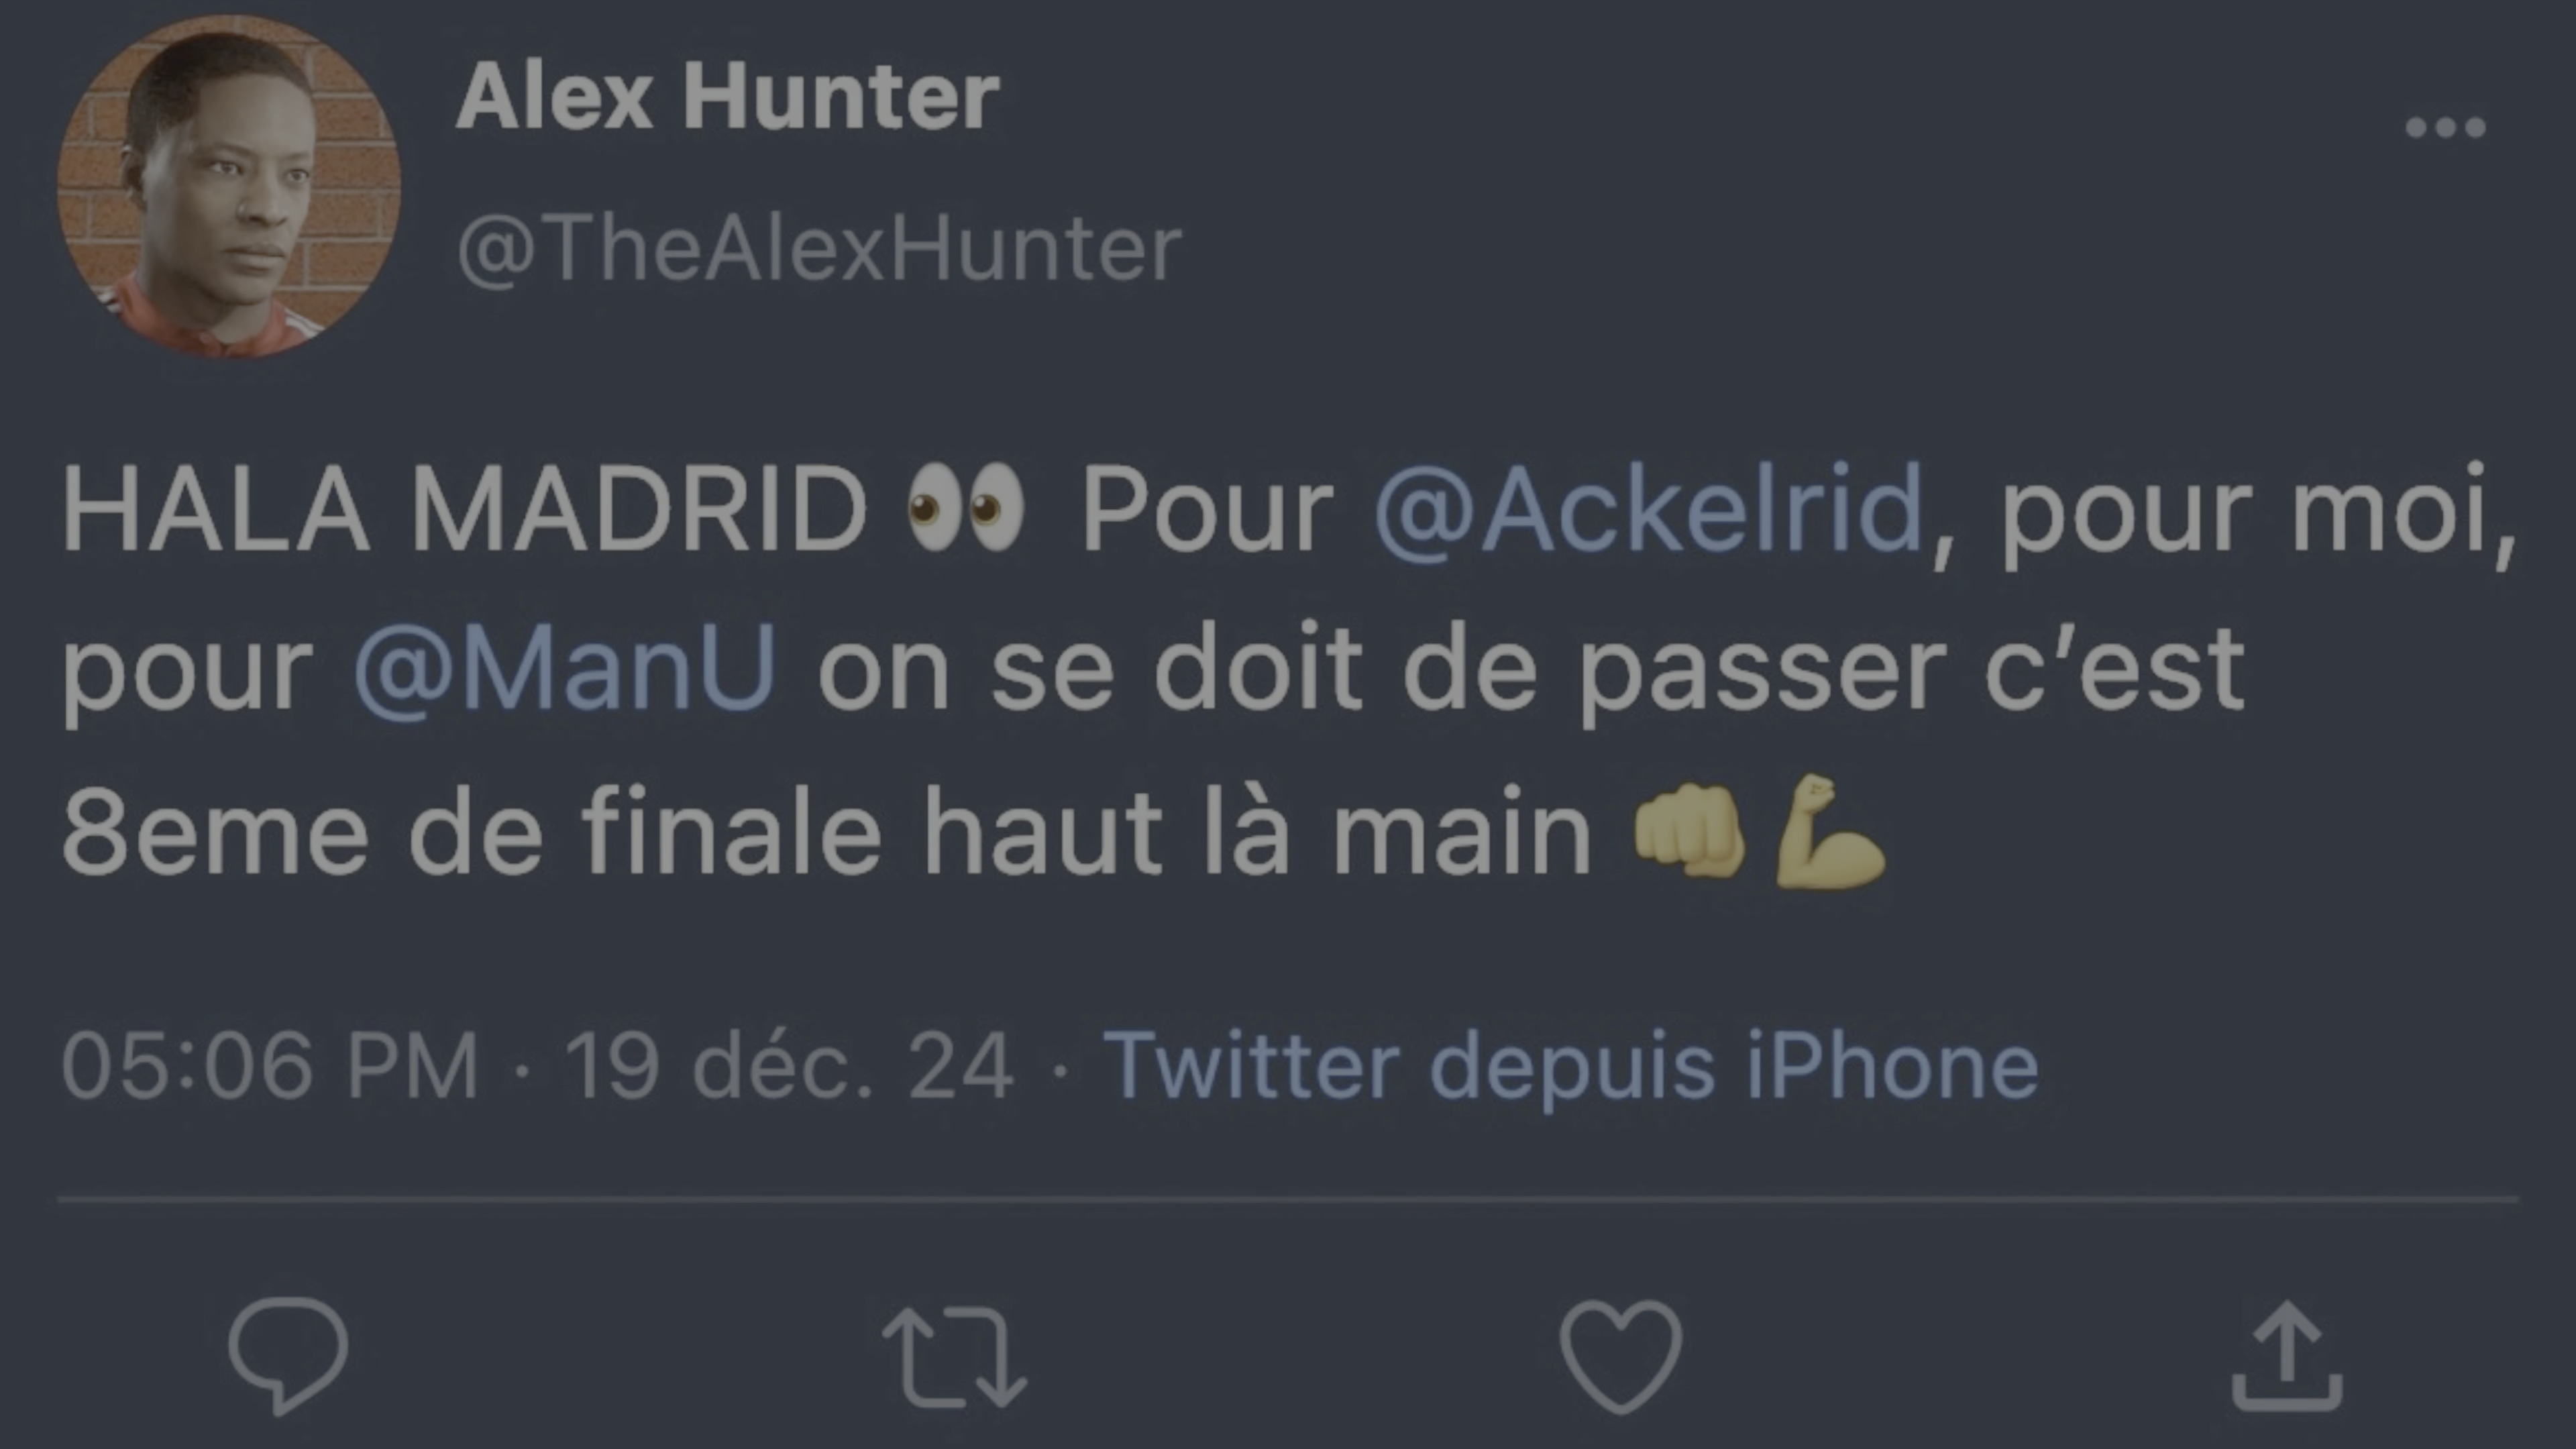 Alex Hunter
@TheAlexHunter
HALA MADRID 👀 Pour @Ackelrid, pour moi,
pour @ManU on se doit de passer c’est
8eme de finale haut là main 👊💪
05:06 PM · 19 déc. 24 · Twitter depuis iPhone